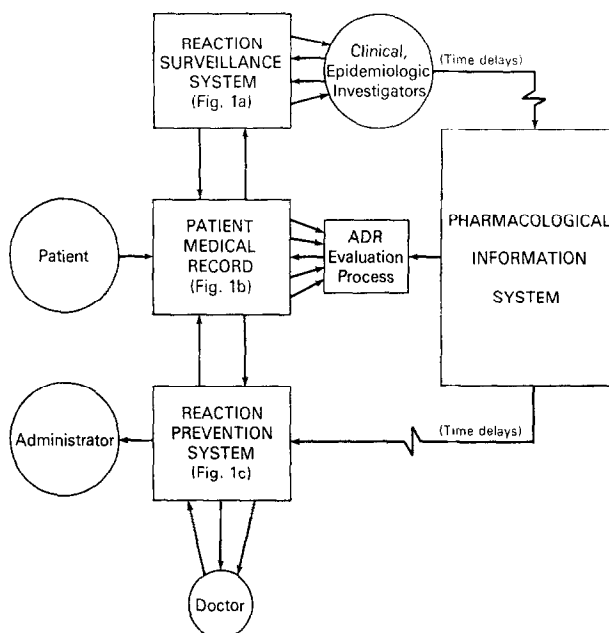 REACTION
SURVEILLANCE
SYSTEM
(Fig. 1a)
Clinical,
Epidemiologic
Investigators
(Time delays)
Patient
PATIENT
MEDICAL
RECORD
(Fig. 1b)
ADR
Evaluation
Process
PHARMACOLOGICAL
INFORMATION
SYSTEM
Administrator
REACTION
PREVENTION
SYSTEM
(Fig. 1c)
(Time delays)
Doctor